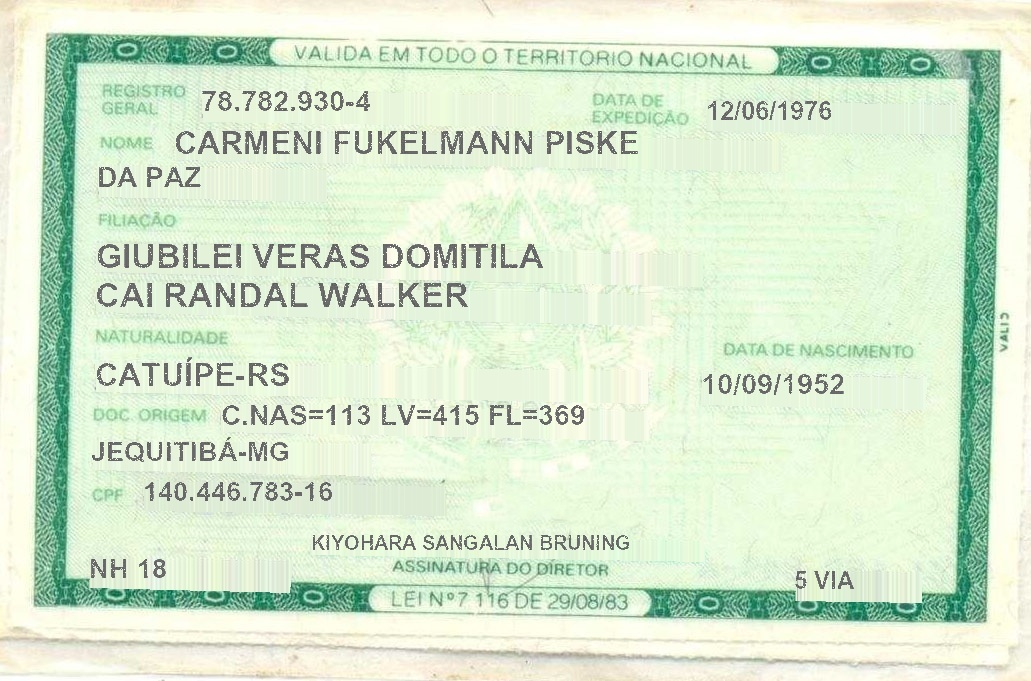 VALIDA EM TODO O TERRITORIO NACIONAL
REGISTRO GERAL 78.782.930-4 DATA DE EXPEDIÇÃO 12/06/1976
NOME CARMENI FUKELMANN PISKE
DA PAZ
FILIAÇÃO
GIUBILEI VERAS DOMITILA
CAI RANDAL WALKER
NATURALIDADE DATA DE NASCIMENTO
CATUÍPE-RS 10/09/1952
DOC. ORIGEM C.NAS=113 LV=415 FL=369
JEQUITIBÁ-MG
CPF 140.446.783-16
KIYOHARA SANGALAN BRUNING
NH 18 ASSINATURA DO DIRETOR 5 VIA
LEI Nº 7.116 DE 29/08/83
VALID